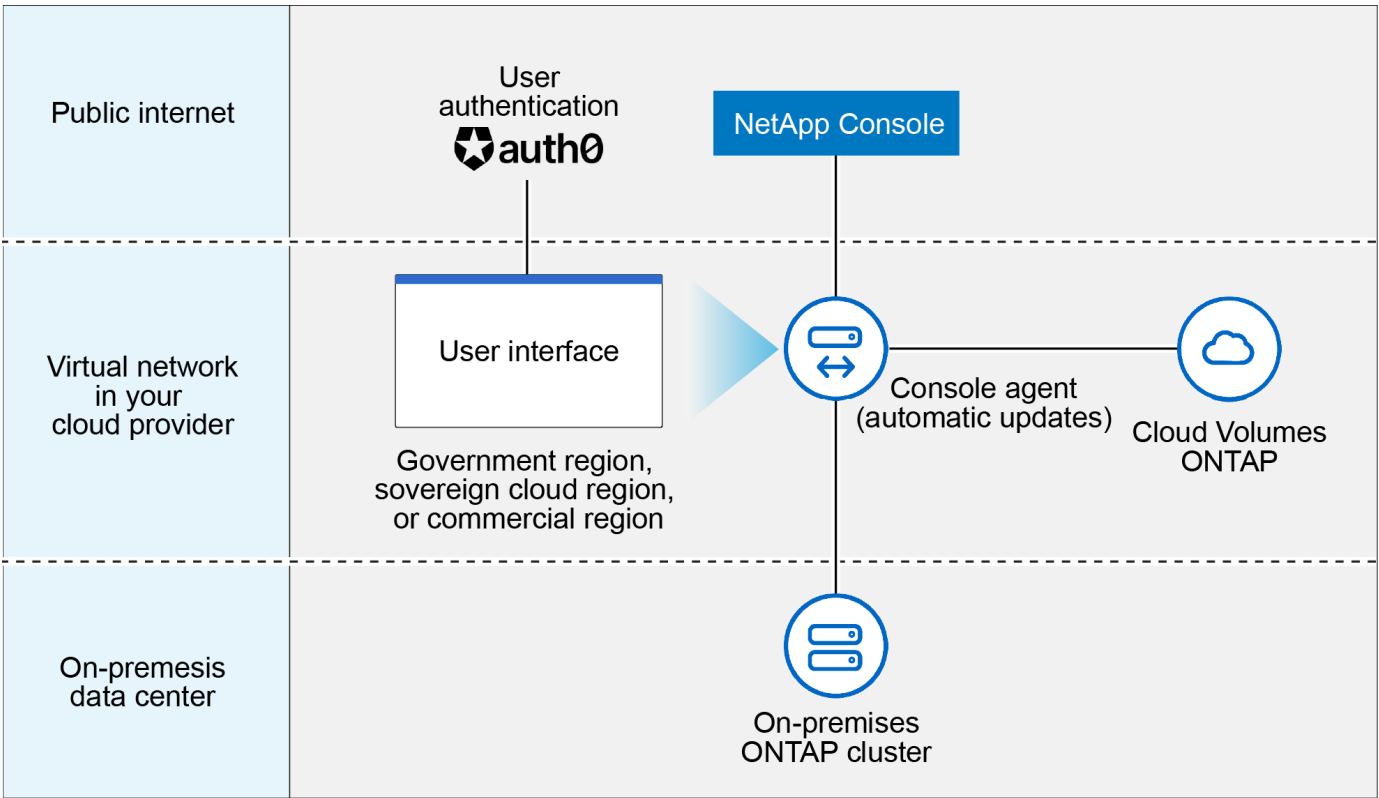 Public internet
User
authentication
auth0
NetApp Console
Virtual network
in your
cloud provider
User interface
Government region,
sovereign cloud region,
or commercial region
Console agent
(automatic updates)
Cloud Volumes
ONTAP
On-premesis
data center
On-premises
ONTAP cluster